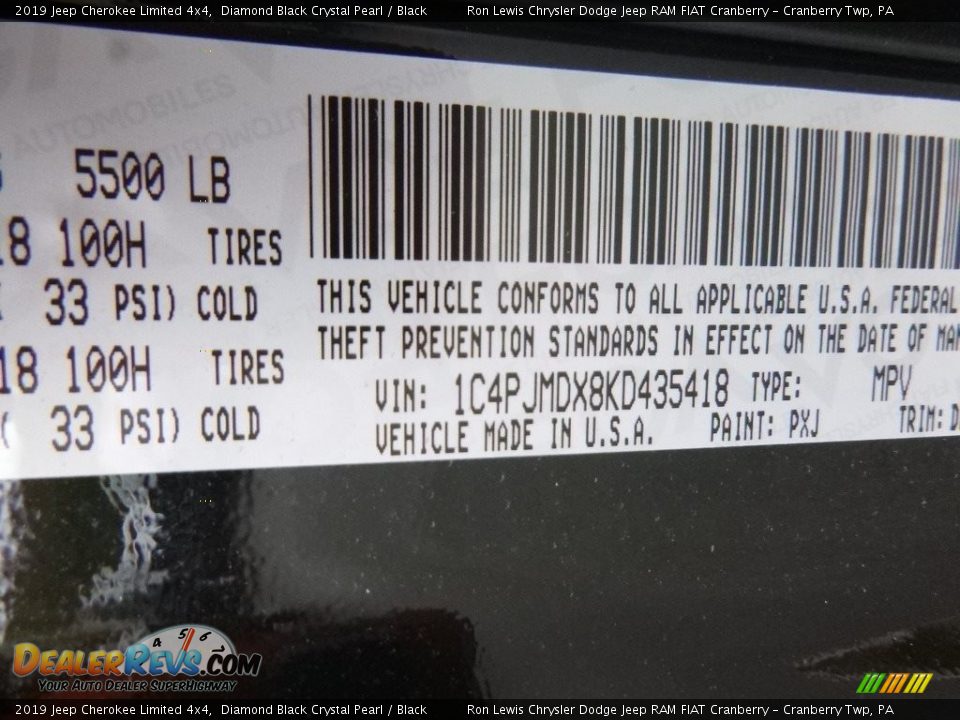 2019 Jeep Cherokee Limited 4x4, Diamond Black Crystal Pearl / Black Ron Lewis Chrysler Dodge Jeep RAM FIAT Cranberry - Cranberry Twp, PA
5500 LB
18 100H TIRES
33 PSI) COLD
18 100H TIRES
( 33 PSI) COLD
THIS VEHICLE CONFORMS TO ALL APPLICABLE U.S.A. FEDERAL
THEFT PREVENTION STANDARDS IN EFFECT ON THE DATE OF MAN
VIN: 1C4PJMDX8KD435418 TYPE: MPV
VEHICLE MADE IN U.S.A. PAINT: PXJ TRIM:
4 5 6
DealerRevs.com
Your Auto Dealer SuperHighway
2019 Jeep Cherokee Limited 4x4, Diamond Black Crystal Pearl / Black Ron Lewis Chrysler Dodge Jeep RAM FIAT Cranberry - Cranberry Twp, PA